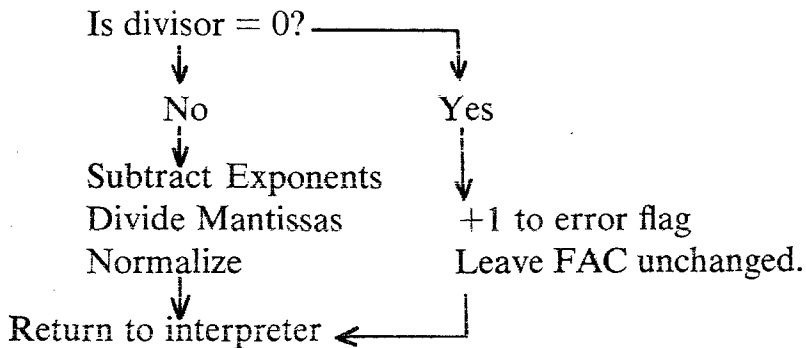 Is divisor = 0?
No
Yes
Subtract Exponents
Divide Mantissas
Normalize
+1 to error flag
Leave FAC unchanged.
Return to interpreter